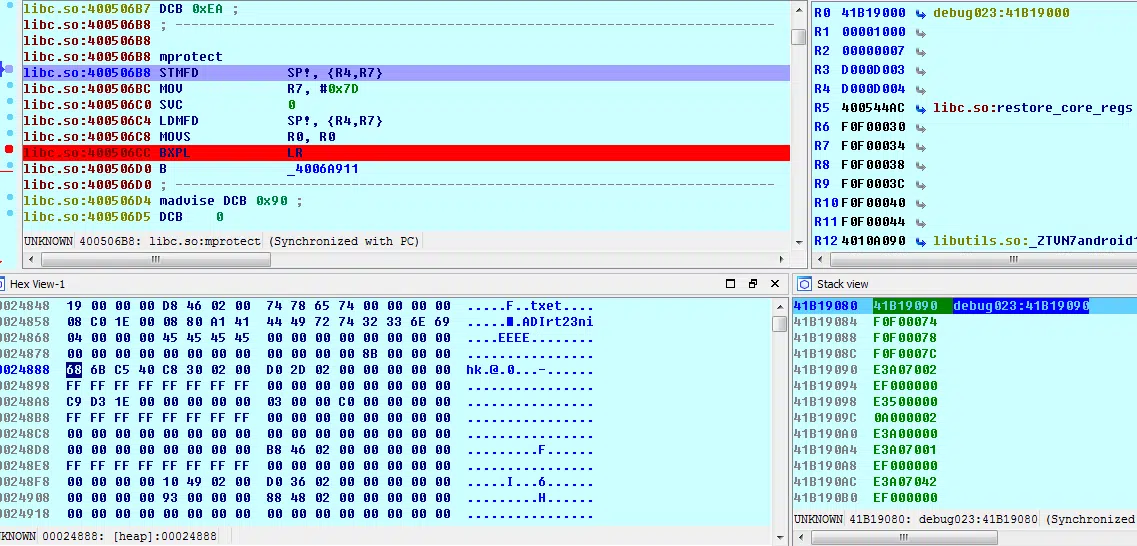 libc.so:400506B7 DCB 0xEA ;
libc.so:400506B8 ; ---------------------------------------------------------------------------
libc.so:400506B8
libc.so:400506B8 mprotect
libc.so:400506B8 STMFD SP!, {R4,R7}
libc.so:400506BC MOV R7, #0x7D
libc.so:400506C0 SVC 0
libc.so:400506C4 LDMFD SP!, {R4,R7}
libc.so:400506C8 MOVS R0, R0
libc.so:400506CC BXPL LR
libc.so:400506D0 B _4006A911
libc.so:400506D0 ; ---------------------------------------------------------------------------
libc.so:400506D4 madvise DCB 0x90 ;
libc.so:400506D5 DCB 0
UNKNOWN 400506B8: libc.so:mprotect (Synchronized with PC)
R0 41B19000 debug023:41B19000
R1 00001000
R2 00000007
R3 D000D003
R4 D000D004
R5 400544AC libc.so:restore_core_regs
R6 F0F00030
R7 F0F00034
R8 F0F00038
R9 F0F0003C
R10 F0F00040
R11 F0F00044
R12 4010A090 libutils.so:_ZTVN7android1
Hex View-1
0024848 19 00 00 00 D8 46 02 00 74 78 65 74 00 00 00 00 .....F..txet....
0024858 08 C0 1E 00 08 80 A1 41 44 49 72 74 32 33 6E 69 .....■.ADIrt23ni
0024868 04 00 00 00 45 45 45 45 00 00 00 00 00 00 00 00 ....EEEE........
0024878 00 00 00 00 00 00 00 00 00 00 00 00 8B 00 00 00 ................
0024888 68 6B C5 40 C8 30 02 00 D0 2D 02 00 00 00 00 00 hk.@.0...-......
0024898 FF FF FF FF FF FF FF FF 00 00 00 00 00 00 00 00 ................
00248A8 C9 D3 1E 00 00 00 00 00 03 00 00 C0 00 00 00 00 ................
00248B8 FF FF FF FF FF FF FF FF 00 00 00 00 00 00 00 00 ................
00248C8 00 00 00 00 00 00 00 00 00 00 00 00 00 00 00 00 ................
00248D8 00 00 00 00 00 00 00 00 B8 46 02 00 00 00 00 00 .........F......
00248E8 FF FF FF FF FF FF FF FF 00 00 00 00 00 00 00 00 ................
00248F8 00 00 00 00 10 49 02 00 D0 36 02 00 00 00 00 00 .....I...6......
0024908 00 00 00 00 93 00 00 00 88 48 02 00 00 00 00 00 .........H......
0024918 00 00 00 00 00 00 00 00 00 00 00 00 00 00 00 00 ................
KNOWN 00024888: [heap]:00024888
Stack view
41B19080 41B19090 debug023:41B19090
41B19084 F0F00074
41B19088 F0F00078
41B1908C F0F0007C
41B19090 E3A07002
41B19094 EF000000
41B19098 E3500000
41B1909C 0A000002
41B190A0 E3A00000
41B190A4 E3A07001
41B190A8 EF000000
41B190AC E3A07042
41B190B0 EF000000
UNKNOWN 41B19080: debug023:41B19080 (Synchronized